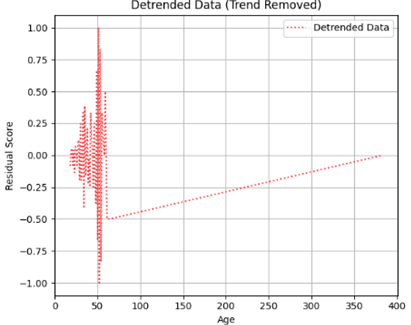 Detrended Data (Trend Removed)
Detrended Data
1.00
0.75
0.50
0.25
0.00
−0.25
−0.50
−0.75
−1.00
Residual Score
0 50 100 150 200 250 300 350 400
Age